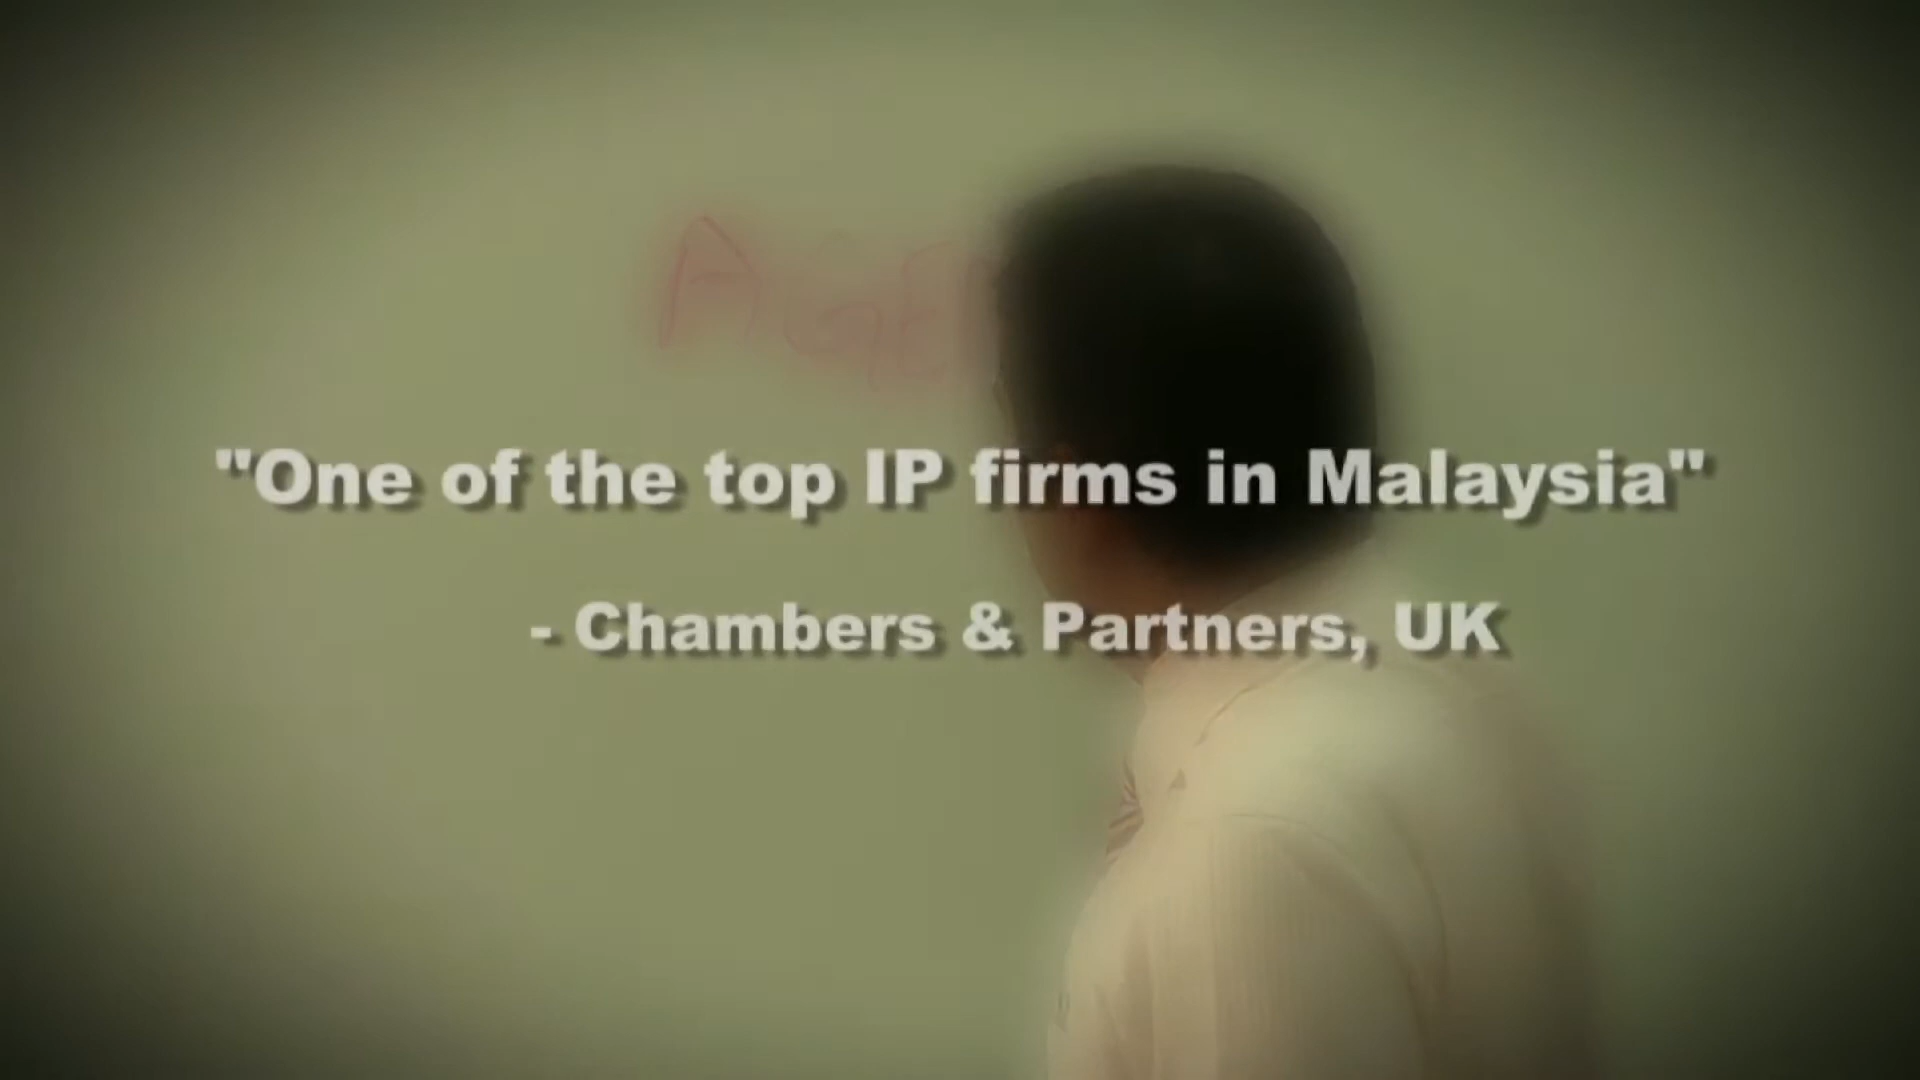 "One of the top IP firms in Malaysia"
- Chambers & Partners, UK